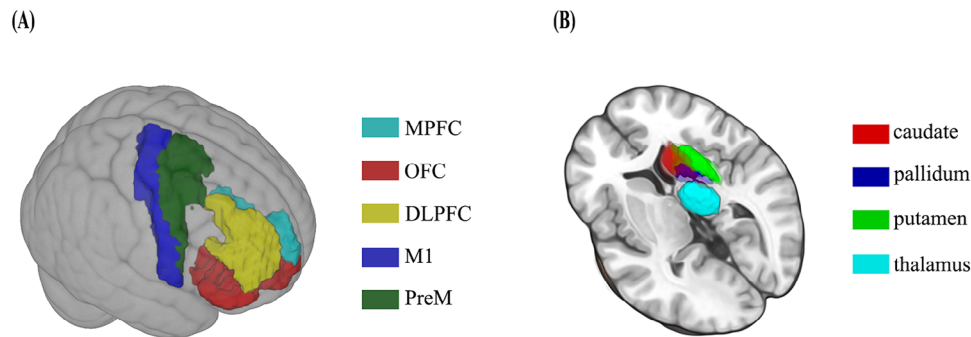 (A)
MPFC
OFC
DLPFC
M1
PreM
(B)
caudate
pallidum
putamen
thalamus